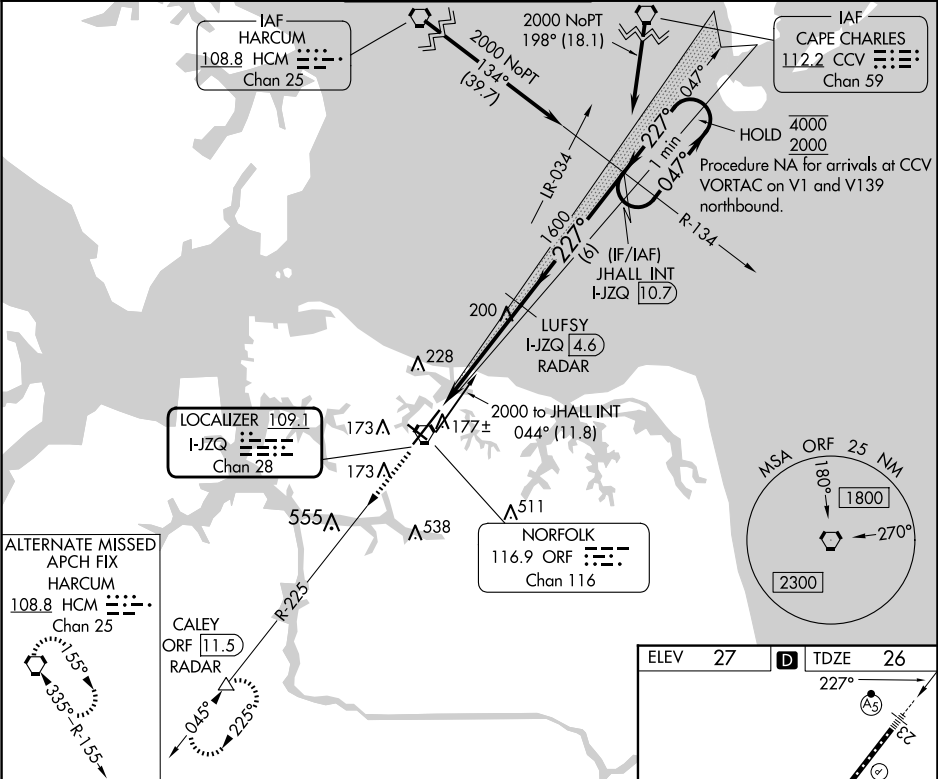 IAF
HARCUM
108.8 HCM
Chan 25
2000 NoPT
134°
(39.7)
2000 NoPT
198° (18.1)
IAF
CAPE CHARLES
112.2 CCV
Chan 59
047°
227°
1 min
047°
HOLD
4000
2000
Procedure NA for arrivals at CCV
VORTAC on V1 and V139
northbound.
LR-034
R-134
1600
227°
(6)
(IF/IAF)
JHALL INT
I-JZQ 10.7
200
LUFSY
I-JZQ 4.6
RADAR
228
2000 to JHALL INT
044° (11.8)
LOCALIZER 109.1
I-JZQ
Chan 28
173
177±
173
555
538
511
NORFOLK
116.9 ORF
Chan 116
MSA ORF 25 NM
180°
1800
270°
2300
ALTERNATE MISSED
APCH FIX
HARCUM
108.8 HCM
Chan 25
155°
335°
R-155
CALEY
ORF 11.5
RADAR
R-225
045°
225°
ELEV 27 D TDZE 26
227°
A5
23
P